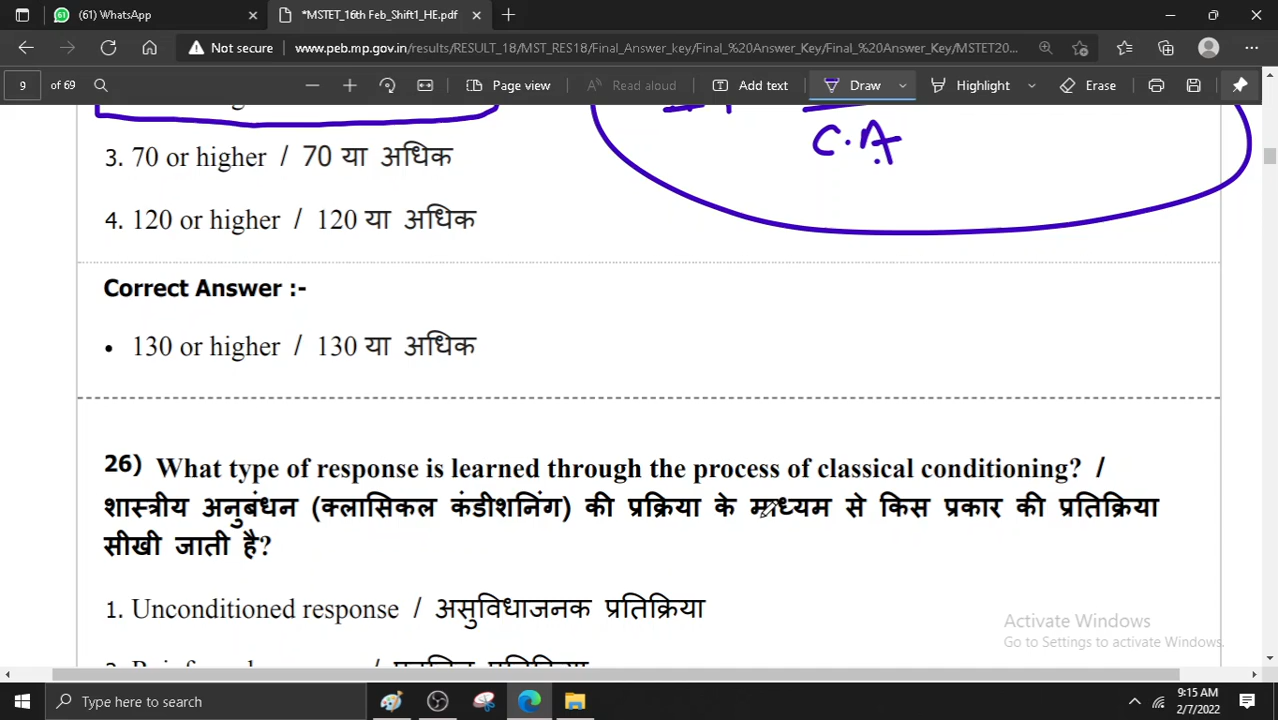 (61) WhatsApp
*MSTET_16th Feb_Shift1_HE.pdf
Not secure
www.peb.mp.gov.in/results/RESULT_18/MST_RES18/Final_Answer_key/Final_%20Answer_Key/Final_%20Answer_Key/MSTET20...
9 of 69
Page view
Read aloud
Add text
Draw
Highlight
Erase
C.A
3. 70 or higher / 70 या अधिक
4. 120 or higher / 120 या अधिक
Correct Answer :-
• 130 or higher / 130 या अधिक
26) What type of response is learned through the process of classical conditioning? /
शास्त्रीय अनुबंधन (क्लासिकल कंडीशनिंग) की प्रक्रिया के माध्यम से किस प्रकार की प्रतिक्रिया
सीखी जाती है?
1. Unconditioned response / असुविधाजनक प्रतिक्रिया
Activate Windows
Go to Settings to activate Windows.
Type here to search
9:15 AM
2/7/2022